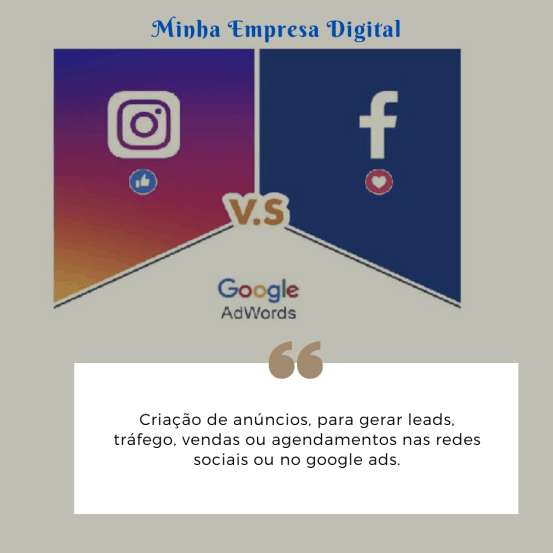 Minha Empresa Digital
V.S
Google
AdWords
Criação de anúncios, para gerar leads,
tráfego, vendas ou agendamentos nas redes
sociais ou no google ads.